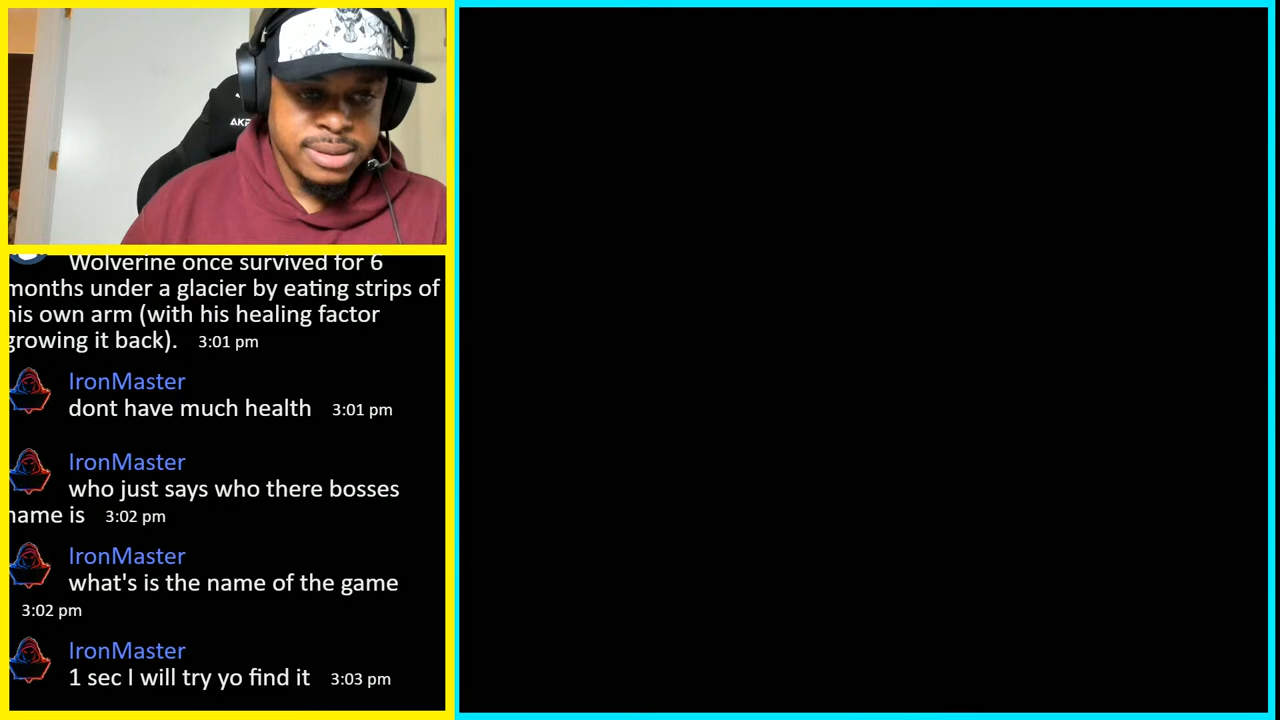 Wolverine once survived for 6
months under a glacier by eating strips of
his own arm (with his healing factor
growing it back). 3:01 pm
IronMaster
dont have much health 3:01 pm
IronMaster
who just says who there bosses
name is 3:02 pm
IronMaster
what's is the name of the game
3:02 pm
IronMaster
1 sec I will try yo find it 3:03 pm